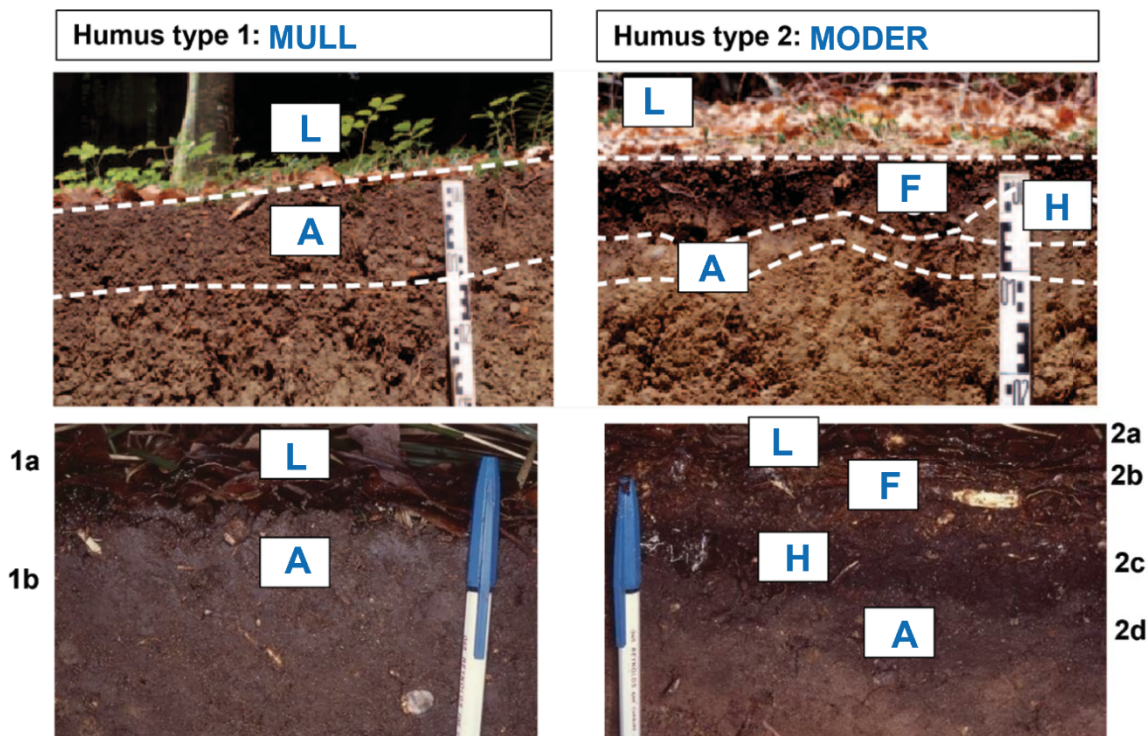 Humus type 1: MULL
Humus type 2: MODER
L
A
L
F
H
A
1a
1b
L
A
L
F
H
A
2a
2b
2c
2d